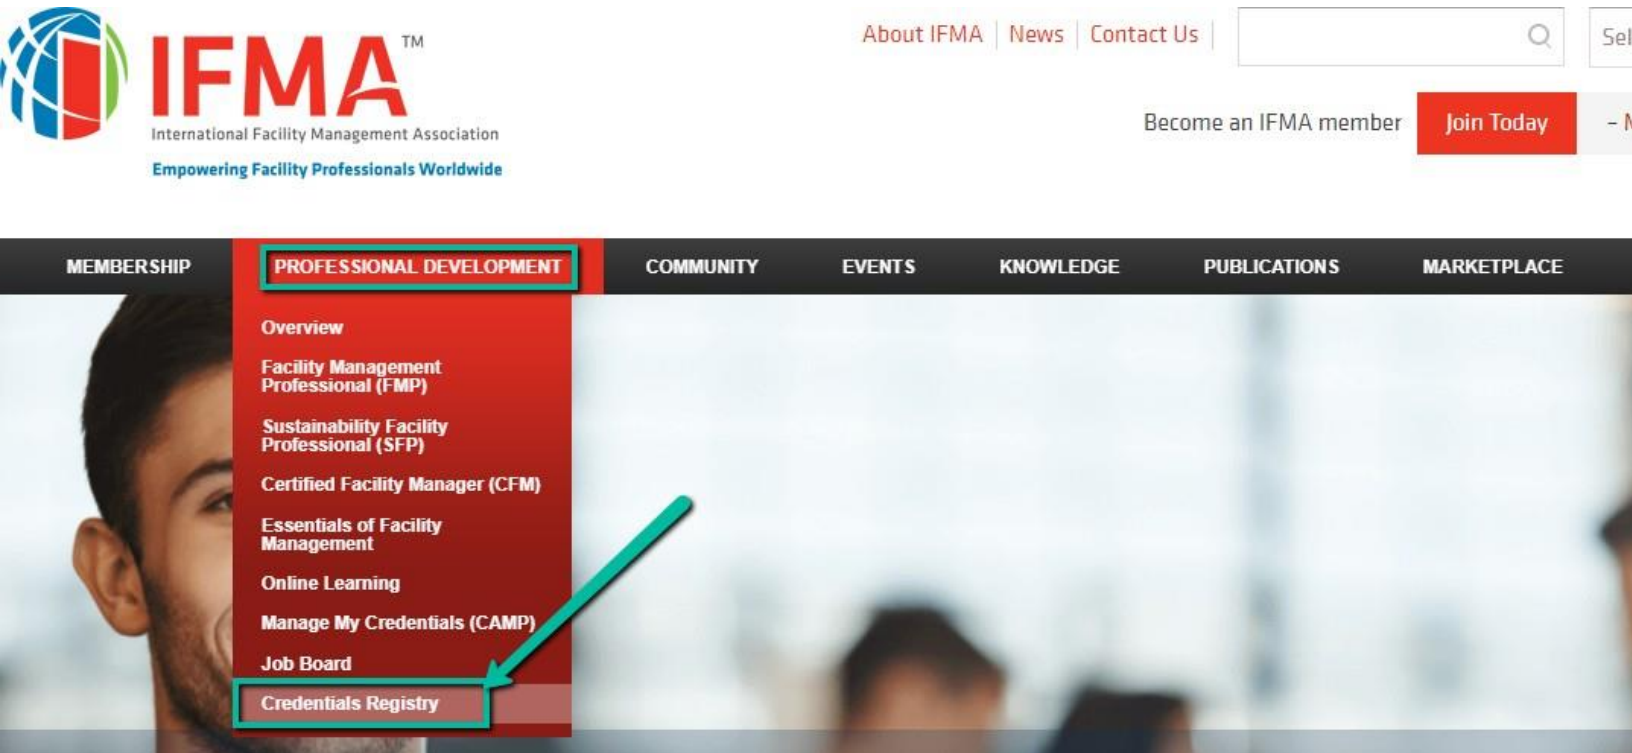 IFMA™
International Facility Management Association
Empowering Facility Professionals Worldwide
About IFMA | News | Contact Us |
Become an IFMA member Join Today
MEMBERSHIP PROFESSIONAL DEVELOPMENT COMMUNITY EVENTS KNOWLEDGE PUBLICATIONS MARKETPLACE
Overview
Facility Management
Professional (FMP)
Sustainability Facility
Professional (SFP)
Certified Facility Manager (CFM)
Essentials of Facility
Management
Online Learning
Manage My Credentials (CAMP)
Job Board
Credentials Registry